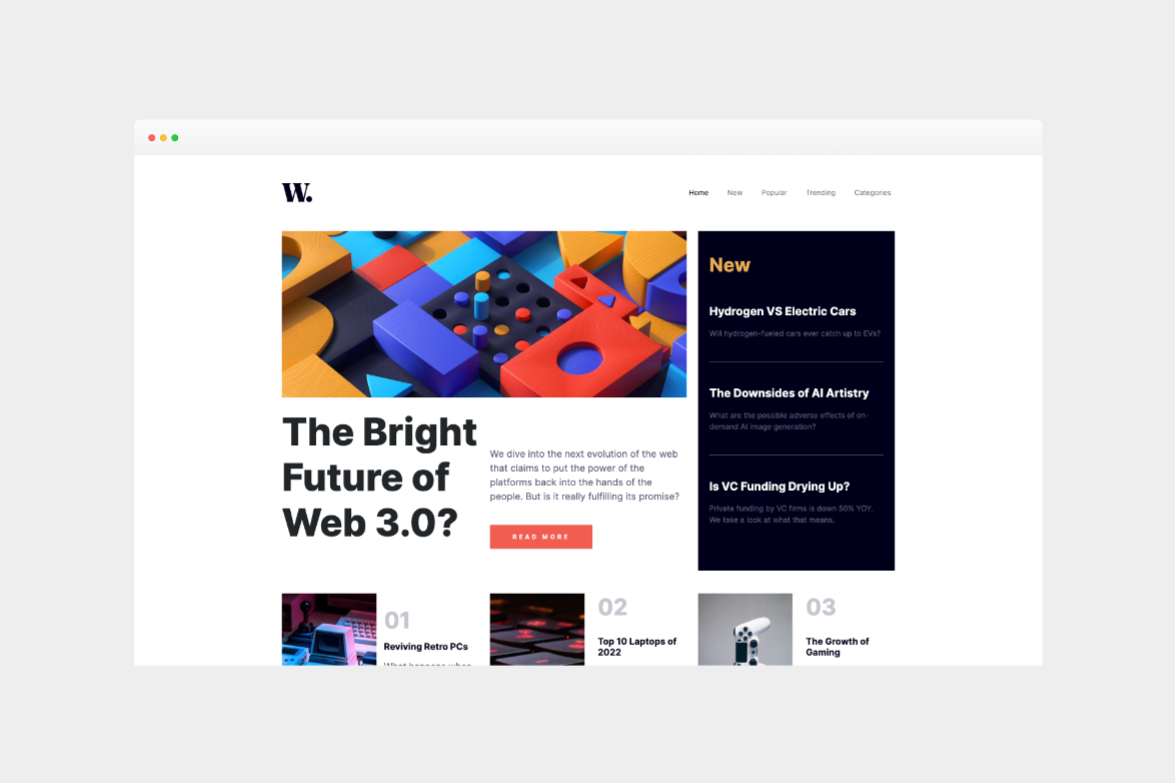 W.
Home New Popular Trending Categories
The Bright
Future of
Web 3.0?
We dive into the next evolution of the web
that claims to put the power of the
platforms back into the hands of the
people. But is it really fulfilling its promise?
READ MORE
New
Hydrogen VS Electric Cars
Will hydrogen-fueled cars ever catch up to EVs?
The Downsides of AI Artistry
What are the possible adverse effects of on-
demand AI image generation?
Is VC Funding Drying Up?
Private funding by VC firms is down 50% YOY.
We take a look at what that means.
01
Reviving Retro PCs
What happens when
02
Top 10 Laptops of
2022
03
The Growth of
Gaming